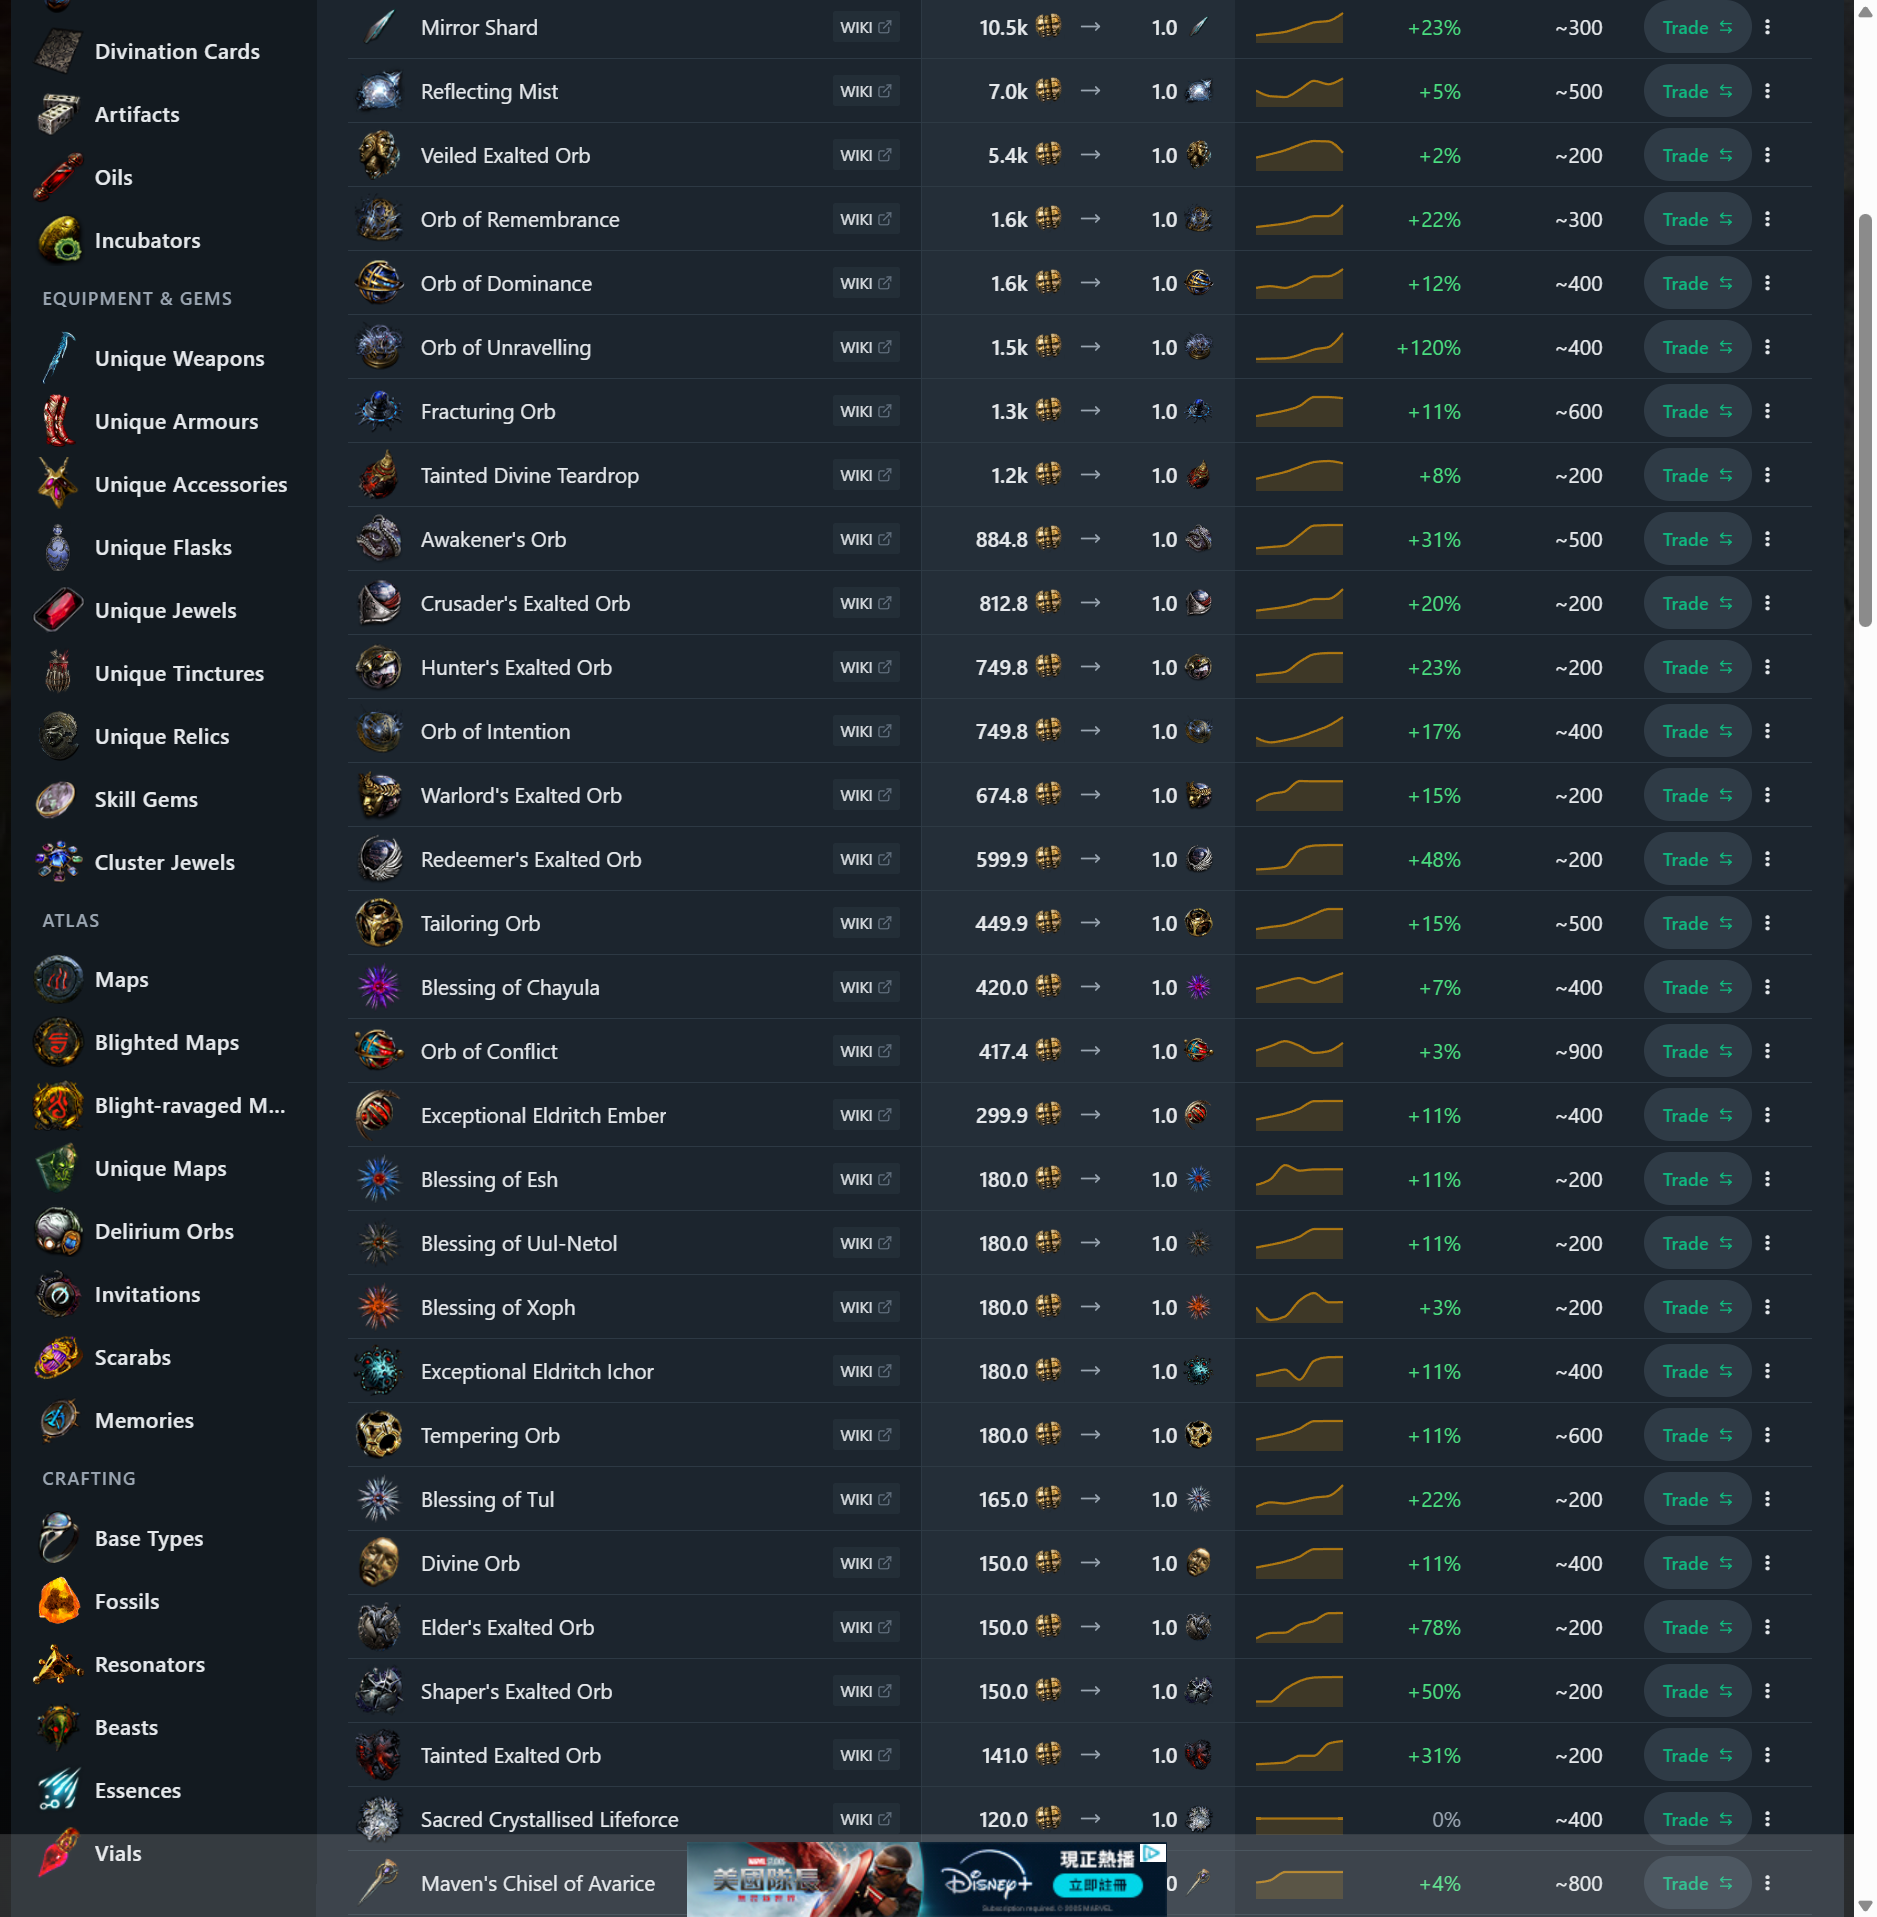 Divination Cards
Artifacts
Oils
Incubators
EQUIPMENT & GEMS
Unique Weapons
Unique Armours
Unique Accessories
Unique Flasks
Unique Jewels
Unique Tinctures
Unique Relics
Skill Gems
Cluster Jewels
ATLAS
Maps
Blighted Maps
Blight-ravaged M...
Unique Maps
Delirium Orbs
Invitations
Scarabs
Memories
CRAFTING
Base Types
Fossils
Resonators
Beasts
Essences
Vials
Mirror Shard WIKI 10.5k → 1.0 +23% ~300 Trade
Reflecting Mist WIKI 7.0k → 1.0 +5% ~500 Trade
Veiled Exalted Orb WIKI 5.4k → 1.0 +2% ~200 Trade
Orb of Remembrance WIKI 1.6k → 1.0 +22% ~300 Trade
Orb of Dominance WIKI 1.6k → 1.0 +12% ~400 Trade
Orb of Unravelling WIKI 1.5k → 1.0 +120% ~400 Trade
Fracturing Orb WIKI 1.3k → 1.0 +11% ~600 Trade
Tainted Divine Teardrop WIKI 1.2k → 1.0 +8% ~200 Trade
Awakener's Orb WIKI 884.8 → 1.0 +31% ~500 Trade
Crusader's Exalted Orb WIKI 812.8 → 1.0 +20% ~200 Trade
Hunter's Exalted Orb WIKI 749.8 → 1.0 +23% ~200 Trade
Orb of Intention WIKI 749.8 → 1.0 +17% ~400 Trade
Warlord's Exalted Orb WIKI 674.8 → 1.0 +15% ~200 Trade
Redeemer's Exalted Orb WIKI 599.9 → 1.0 +48% ~200 Trade
Tailoring Orb WIKI 449.9 → 1.0 +15% ~500 Trade
Blessing of Chayula WIKI 420.0 → 1.0 +7% ~400 Trade
Orb of Conflict WIKI 417.4 → 1.0 +3% ~900 Trade
Exceptional Eldritch Ember WIKI 299.9 → 1.0 +11% ~400 Trade
Blessing of Esh WIKI 180.0 → 1.0 +11% ~200 Trade
Blessing of Uul-Netol WIKI 180.0 → 1.0 +11% ~200 Trade
Blessing of Xoph WIKI 180.0 → 1.0 +3% ~200 Trade
Exceptional Eldritch Ichor WIKI 180.0 → 1.0 +11% ~400 Trade
Tempering Orb WIKI 180.0 → 1.0 +11% ~600 Trade
Blessing of Tul WIKI 165.0 → 1.0 +22% ~200 Trade
Divine Orb WIKI 150.0 → 1.0 +11% ~400 Trade
Elder's Exalted Orb WIKI 150.0 → 1.0 +78% ~200 Trade
Shaper's Exalted Orb WIKI 150.0 → 1.0 +50% ~200 Trade
Tainted Exalted Orb WIKI 141.0 → 1.0 +31% ~200 Trade
Sacred Crystallised Lifeforce WIKI 120.0 → 1.0 0% ~400 Trade
Maven's Chisel of Avarice 0 +4% ~800 Trade
美國隊長
Disney+
現正熱播
立即註冊